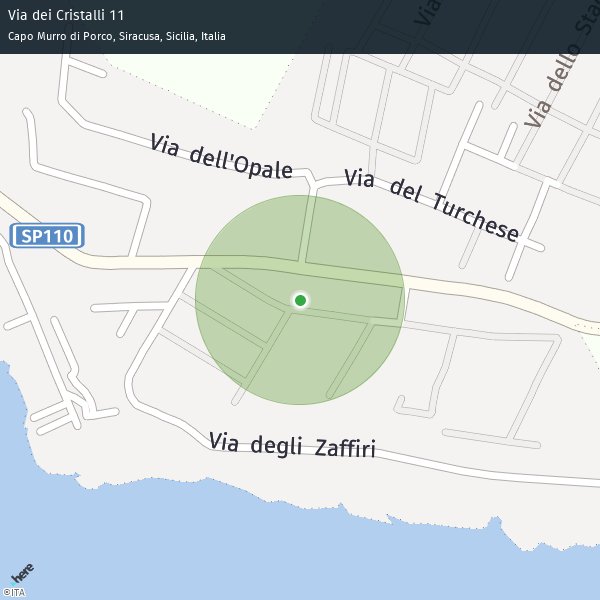 Via dei Cristalli 11
Capo Murro di Porco, Siracusa, Sicilia, Italia
Via
Via dello
Via dell'Opale
Via del Turchese
SP110
Via degli Zaffiri
here
©ITA